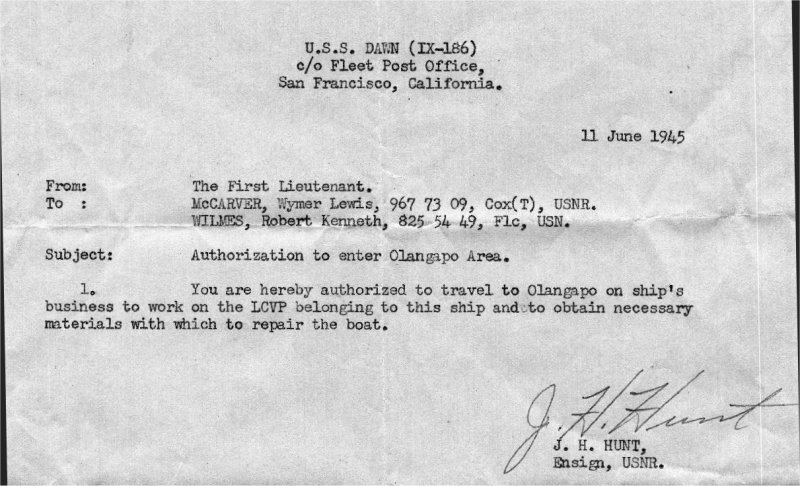 U.S.S. DAWN (IX-186)
c/o Fleet Post Office,
San Francisco, California.
11 June 1945
From: The First Lieutenant.
To : McCARVER, Wymer Lewis, 967 73 09, Cox(T), USNR.
WILMES, Robert Kenneth, 825 54 49, F1c, USN.
Subject: Authorization to enter Olangapo Area.
1. You are hereby authorized to travel to Olangapo on ship's
business to work on the LCVP belonging to this ship and to obtain necessary
materials with which to repair the boat.
J. H. Hunt
J. H. HUNT,
Ensign, USNR.